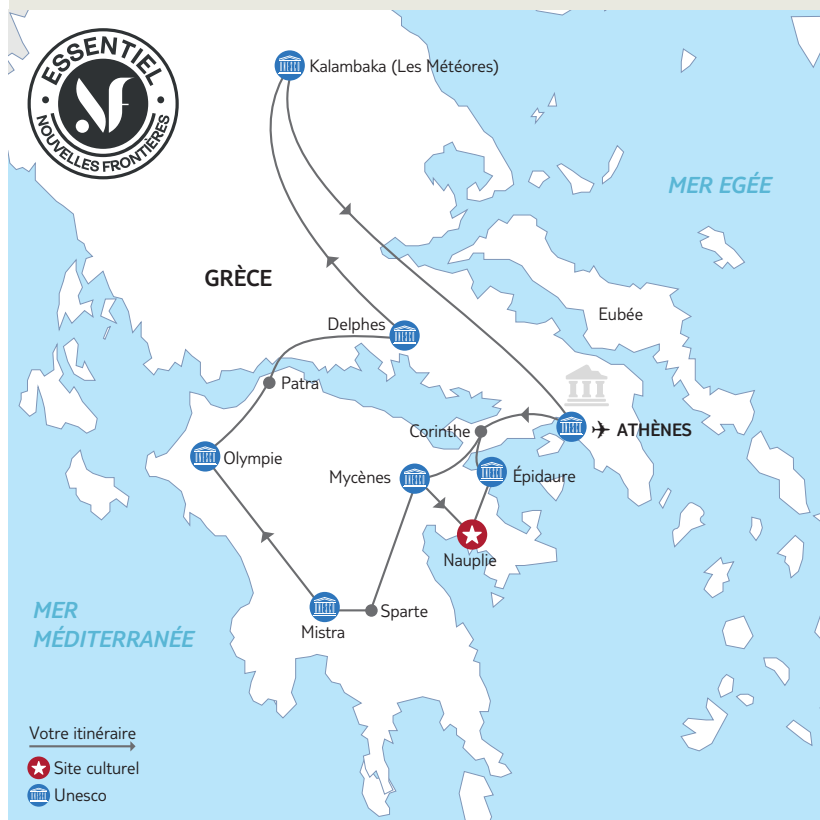 ESSENTIEL
NF
NOUVELLES FRONTIÈRES
Kalambaka (Les Météores)
MER EGÉE
GRÈCE
Eubée
Delphes
Patra
ATHÈNES
Corinthe
Olympie
Mycènes
Épidaure
Nauplie
Sparte
Mistra
MER
MÉDITERRANÉE
Votre itinéraire
Site culturel
Unesco